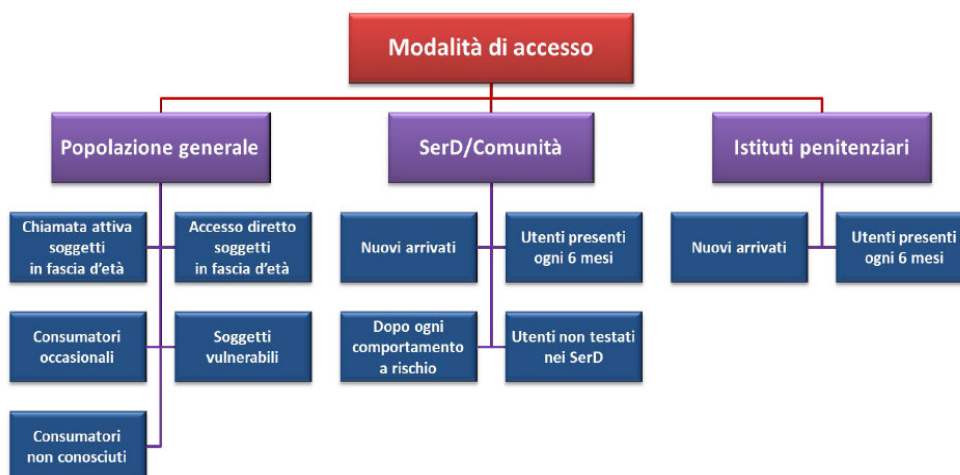 Modalità di accesso
Popolazione generale
SerD/Comunità
Istituti penitenziari
Chiamata attiva
soggetti
in fascia d'età
Accesso diretto
soggetti
in fascia d'età
Nuovi arrivati
Utenti presenti
ogni 6 mesi
Nuovi arrivati
Utenti presenti
ogni 6 mesi
Consumatori
occasionali
Soggetti
vulnerabili
Dopo ogni
comportamento
a rischio
Utenti non testati
nei SerD
Consumatori
non conosciuti